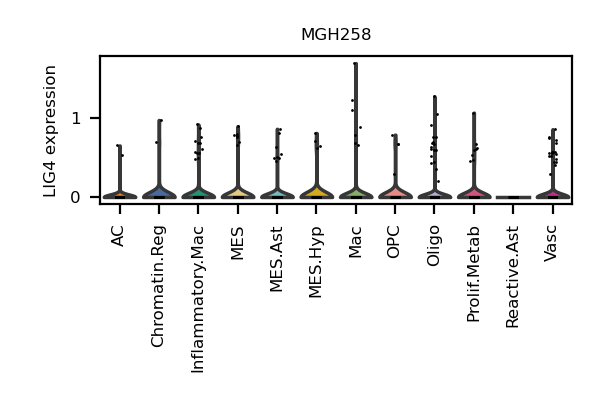 MGH258
LIG4 expression
1
0
AC
Chromatin.Reg
Inflammatory.Mac
MES
MES.Ast
MES.Hyp
Mac
OPC
Oligo
Prolif.Metab
Reactive.Ast
Vasc